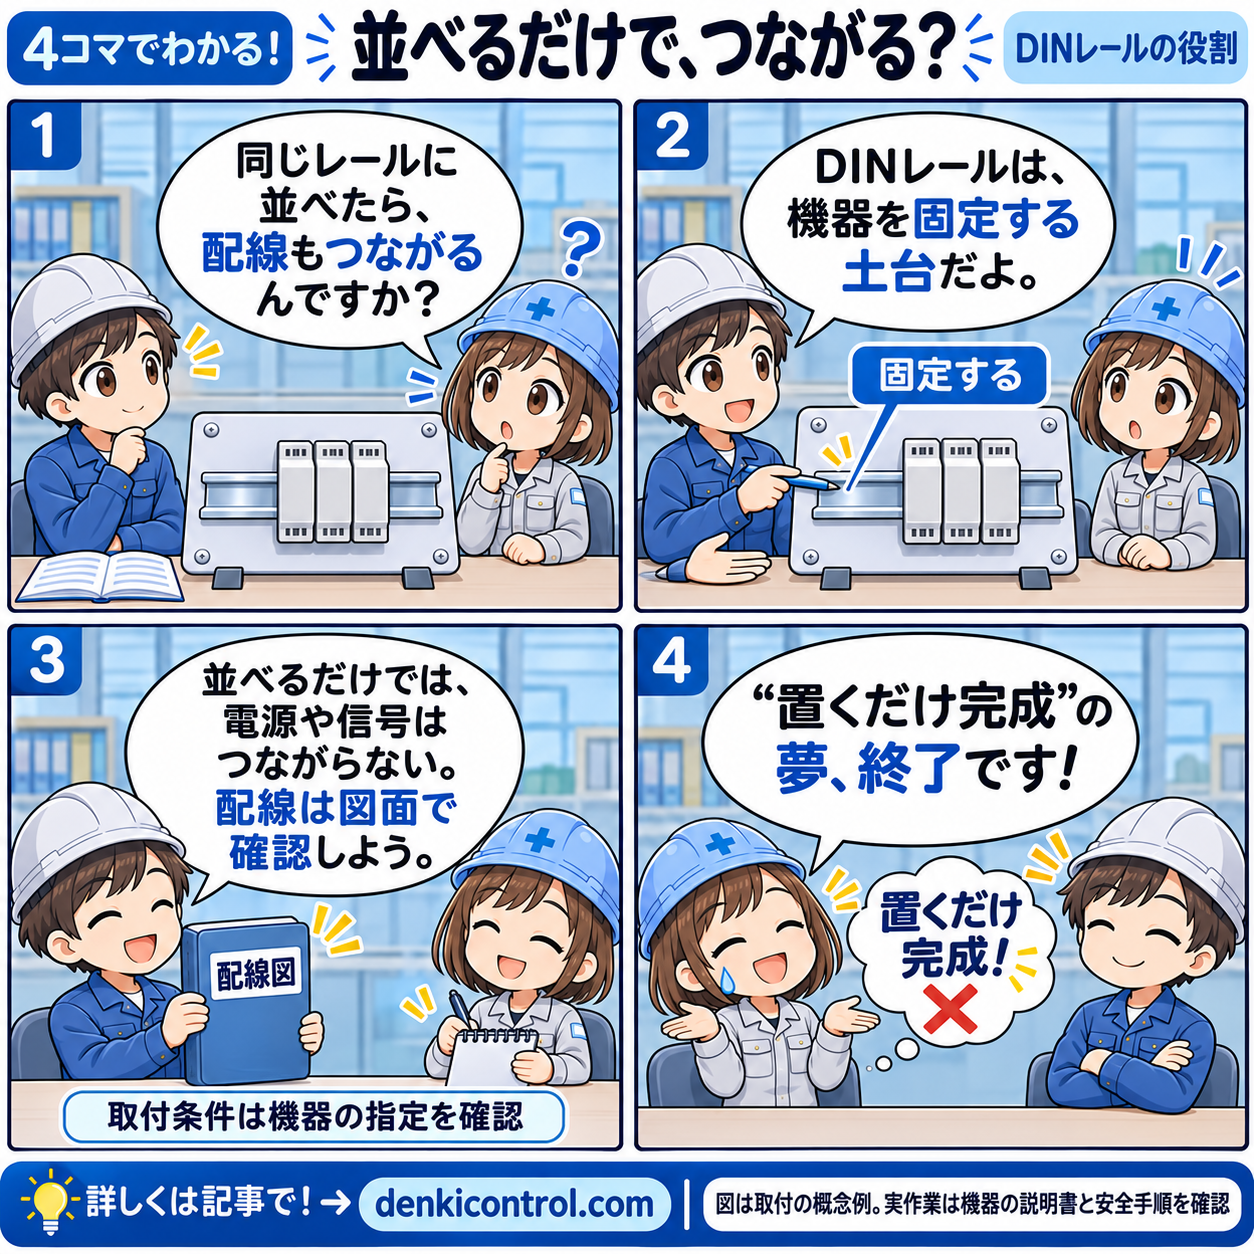 4コマでわかる!
並べるだけで、つながる?
DINレールの役割
1
同じレールに
並べたら、
配線もつながる
んですか?
?
2
DINレールは、
機器を固定する
土台だよ。
固定する
3
並べるだけでは、
電源や信号は
つながらない。
配線は図面で
確認しよう。
配線図
取付条件は機器の指定を確認
4
“置くだけ完成”の
夢、終了です!
置くだけ
完成!
詳しくは記事で!→
denkicontrol.com
図は取付の概念例。実作業は機器の説明書と安全手順を確認